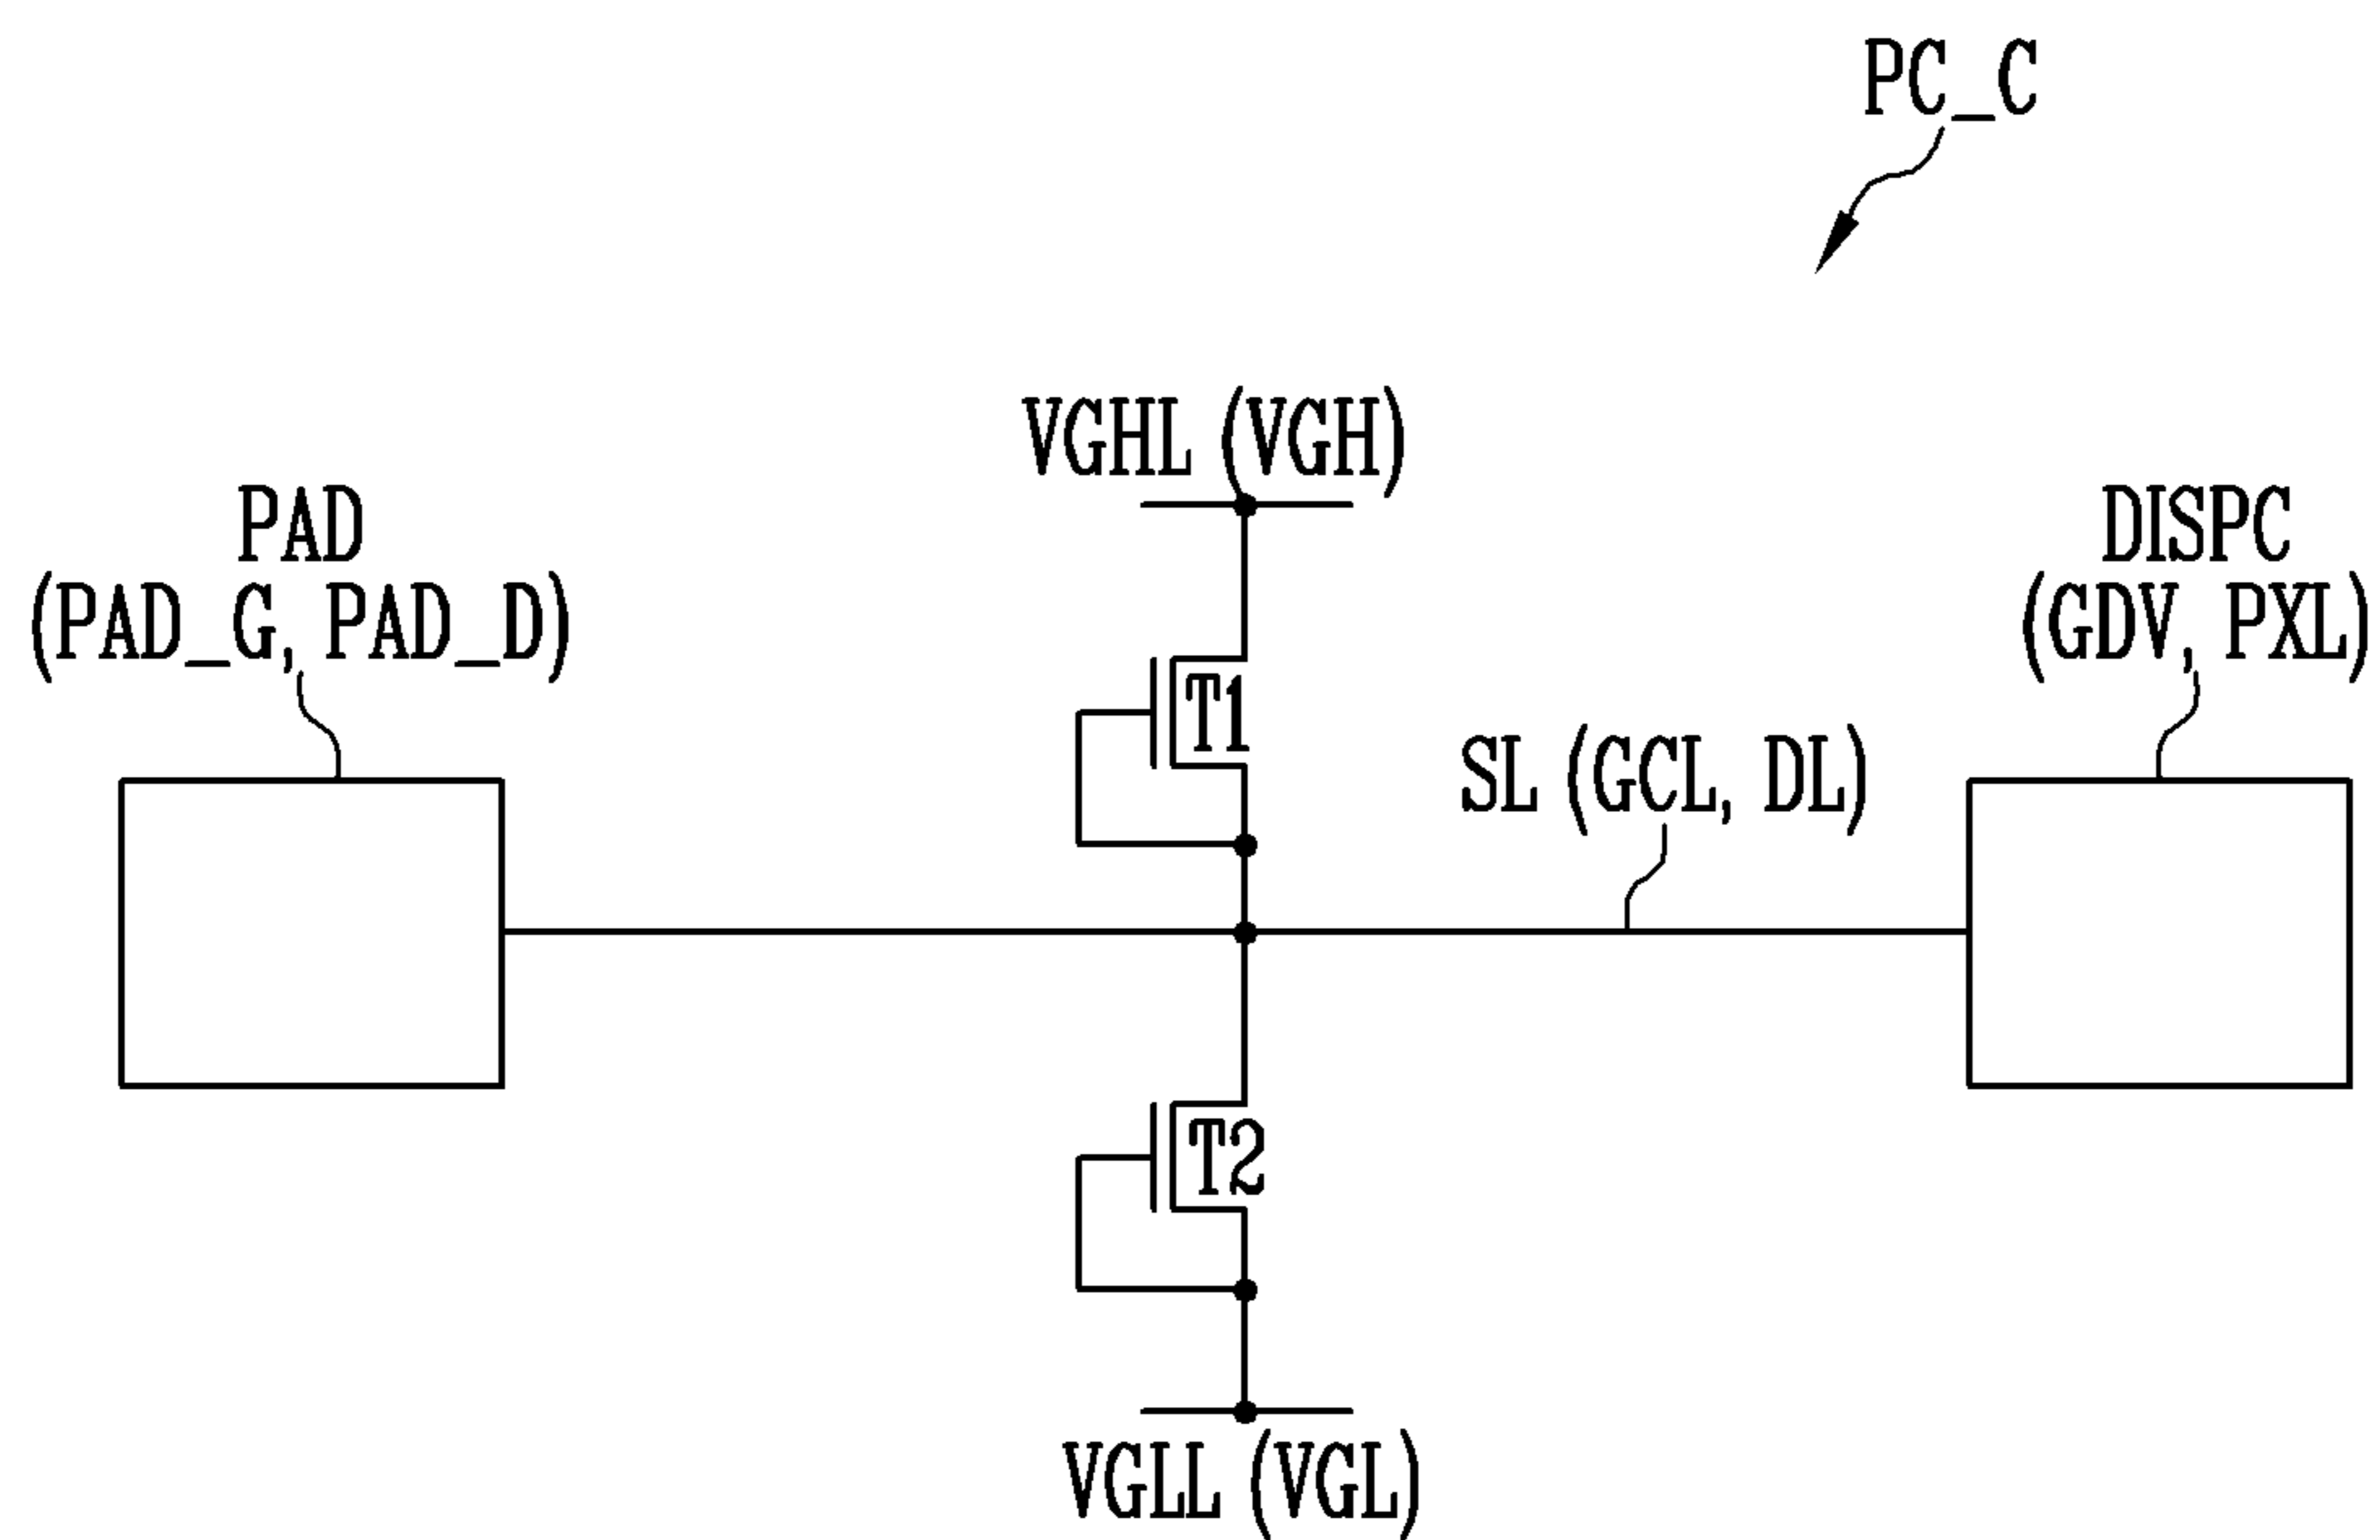 PC_C
VGHL (VGH)
PAD
(PAD_G, PAD_D)
DISPC
(GDV, PXL)
T1
SL (GCL, DL)
T2
VGLL (VGL)